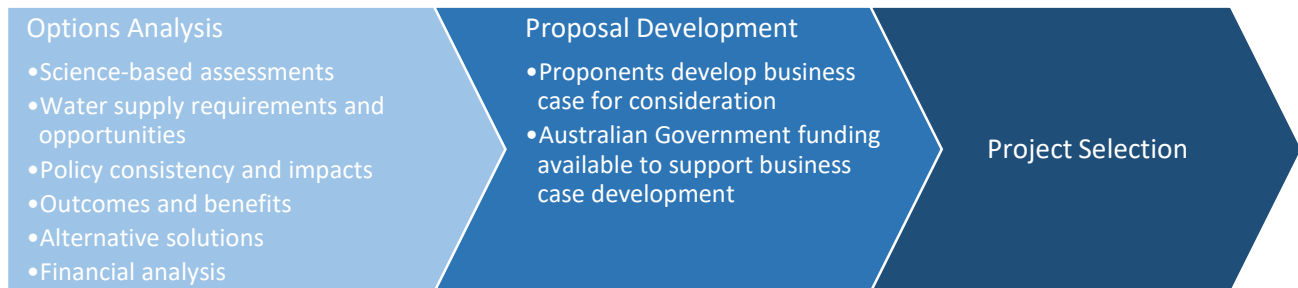 Options Analysis
•Science-based assessments
•Water supply requirements and
opportunities
•Policy consistency and impacts
•Outcomes and benefits
•Alternative solutions
•Financial analysis
Proposal Development
•Proponents develop business
case for consideration
•Australian Government funding
available to support business
case development
Project Selection